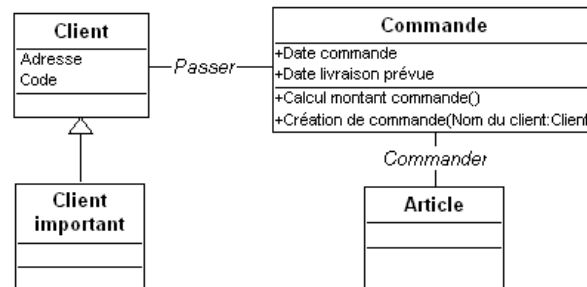 Client
Adresse
Code
Passer
Commande
+Date commande
+Date livraison prévue
+Calcul montant commande()
+Création de commande(Nom du client:Client
Commander
Client
important
Article